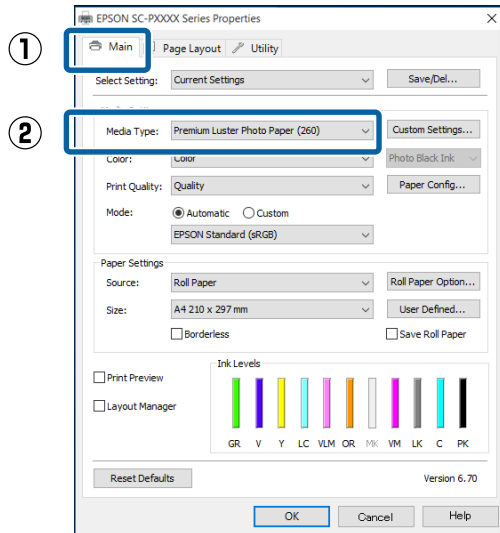 EPSON SC-PXXXX Series Properties
①
Main Page Layout Utility
Select Setting: Current Settings Save/Del...
②
Media Type: Premium Luster Photo Paper (260) Custom Settings...
Color: Color Photo Black Ink
Print Quality: Quality Paper Config...
Mode: Automatic Custom
EPSON Standard (sRGB)
Paper Settings
Source: Roll Paper Roll Paper Option...
Size: A4 210 x 297 mm User Defined...
Borderless Save Roll Paper
Ink Levels
Print Preview
Layout Manager
GR V Y LC VLM OR MK VM LK C PK
Reset Defaults Version 6.70
OK Cancel Help